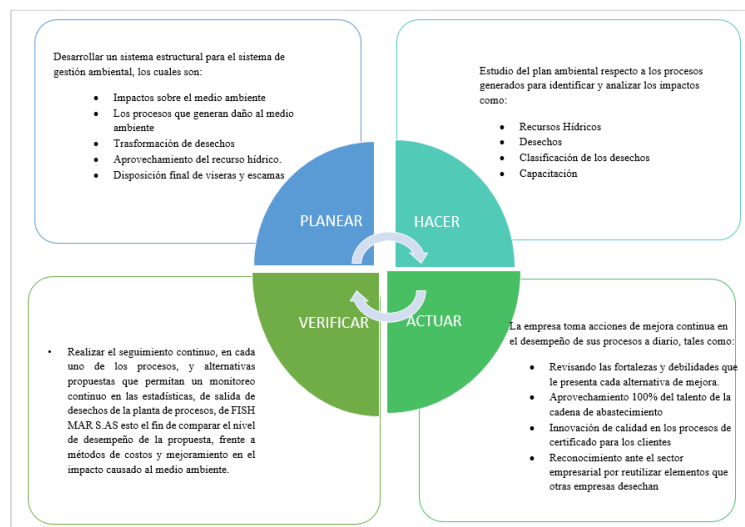 Desarrollar un sistema estructural para el sistema de
gestión ambiental, los cuales son:
• Impactos sobre el medio ambiente
• Los procesos que generan daño al medio
ambiente
• Trasformación de desechos
• Aprovechamiento del recurso hídrico.
• Disposición final de viseras y escamas
Estudio del plan ambiental respecto a los procesos
generados para identificar y analizar los impactos
como:
• Recursos Hídricos
• Desechos
• Clasificación de los desechos
• Capacitación
PLANEAR
HACER
VERIFICAR
ACTUAR
• Realizar el seguimiento continuo, en cada
uno de los procesos, y alternativas
propuestas que permitan un monitoreo
continuo en las estadísticas, de salida de
desechos de la planta de procesos, de FISH
MAR S.AS esto el fin de comparar el nivel
de desempeño de la propuesta, frente a
métodos de costos y mejoramiento en el
impacto causado al medio ambiente.
La empresa toma acciones de mejora continua en
el desempeño de sus procesos a diario, tales como:
• Revisando las fortalezas y debilidades que
le presenta cada alternativa de mejora.
• Aprovechamiento 100% del talento de la
cadena de abastecimiento
• Innovación de calidad en los procesos de
certificado para los clientes
• Reconocimiento ante el sector
empresarial por reutilizar elementos que
otras empresas desechan